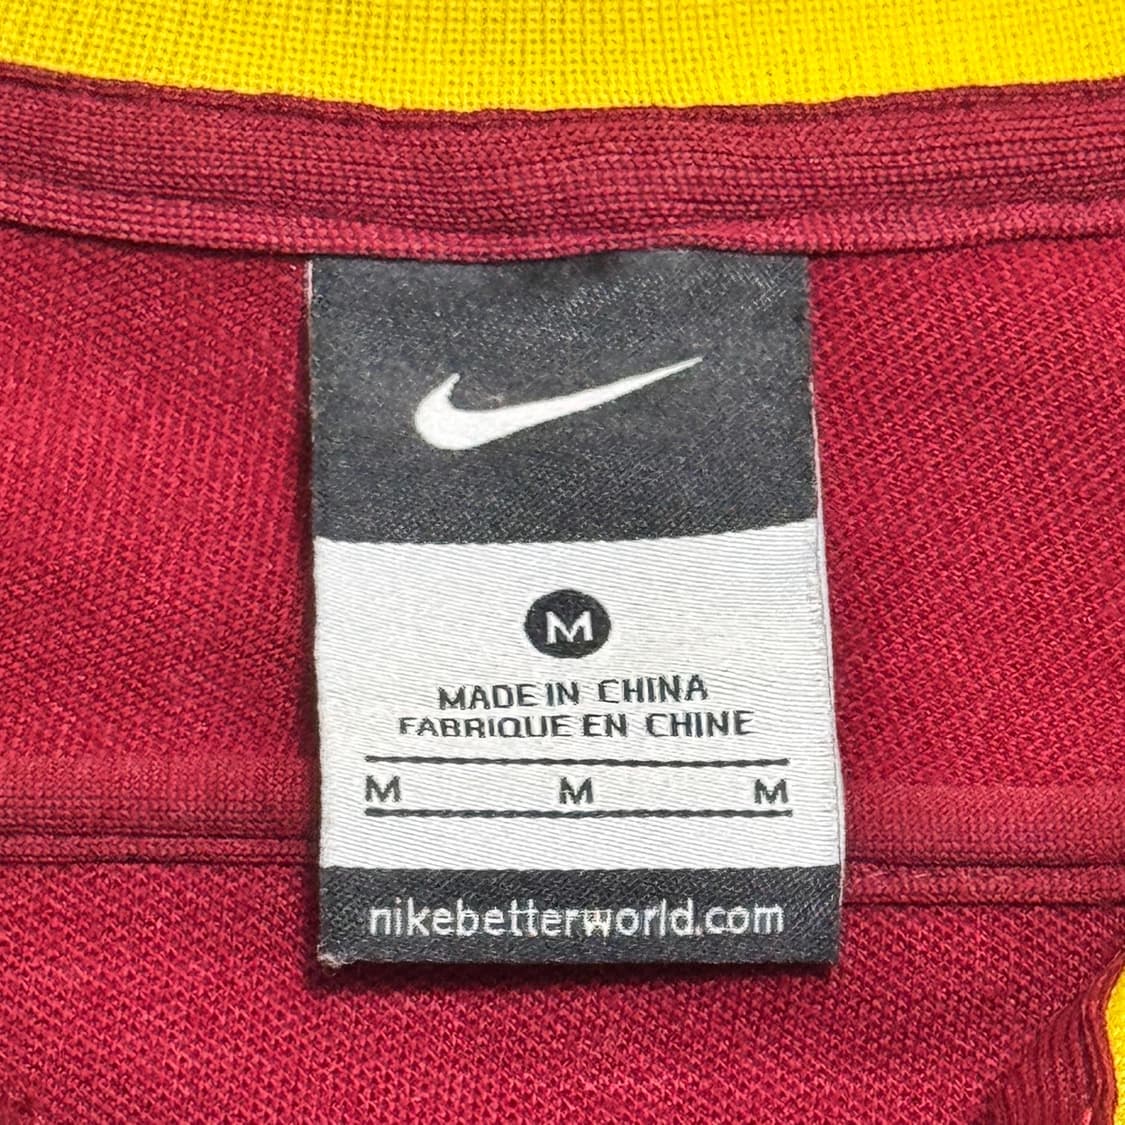 M
MADE IN CHINA
FABRIQUE EN CHINE
M M M
nikebetterworld.com